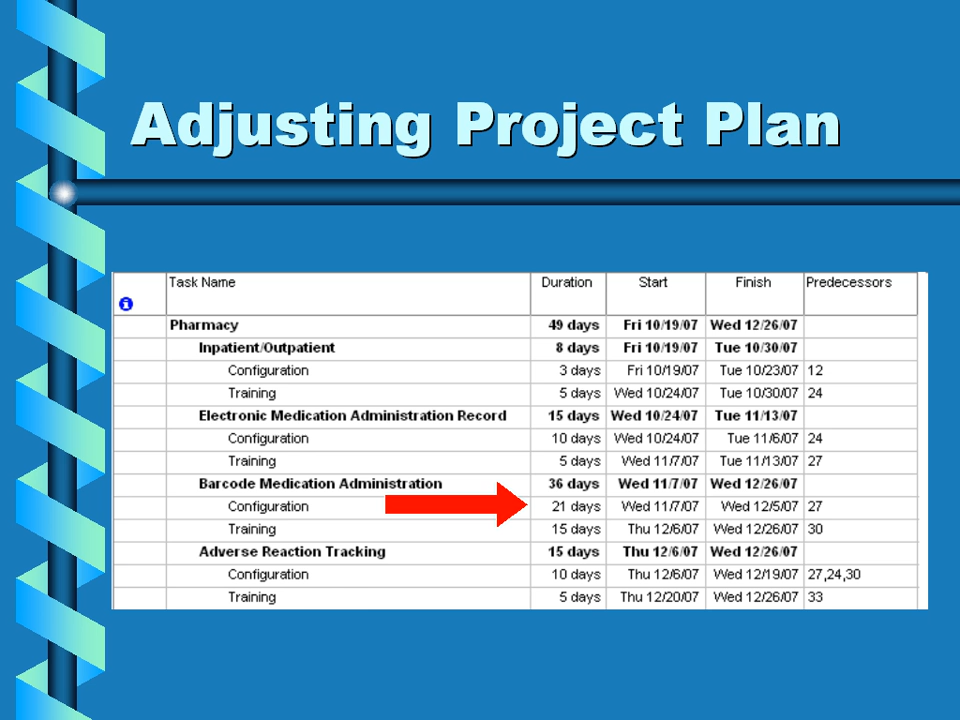 Adjusting Project Plan
Task Name Duration Start Finish Predecessors
i
Pharmacy 49 days Fri 10/19/07 Wed 12/26/07
Inpatient/Outpatient 8 days Fri 10/19/07 Tue 10/30/07
Configuration 3 days Fri 10/19/07 Tue 10/23/07 12
Training 5 days Wed 10/24/07 Tue 10/30/07 24
Electronic Medication Administration Record 15 days Wed 10/24/07 Tue 11/13/07
Configuration 10 days Wed 10/24/07 Tue 11/6/07 24
Training 5 days Wed 11/7/07 Tue 11/13/07 27
Barcode Medication Administration 36 days Wed 11/7/07 Wed 12/26/07
Configuration 21 days Wed 11/7/07 Wed 12/5/07 27
Training 15 days Thu 12/6/07 Wed 12/26/07 30
Adverse Reaction Tracking 15 days Thu 12/6/07 Wed 12/26/07
Configuration 10 days Thu 12/6/07 Wed 12/19/07 27,24,30
Training 5 days Thu 12/20/07 Wed 12/26/07 33